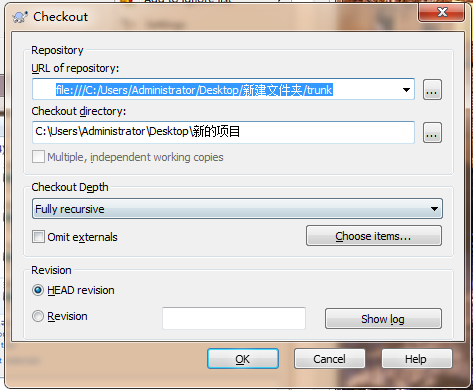 Checkout
Repository
URL of repository:
file:///C:/Users/Administrator/Desktop/新建文件夹/trunk
...
Checkout directory:
C:\Users\Administrator\Desktop\新的项目
...
Multiple, independent working copies
Checkout Depth
Fully recursive
Omit externals
Choose items...
Revision
HEAD revision
Revision
Show log
OK
Cancel
Help